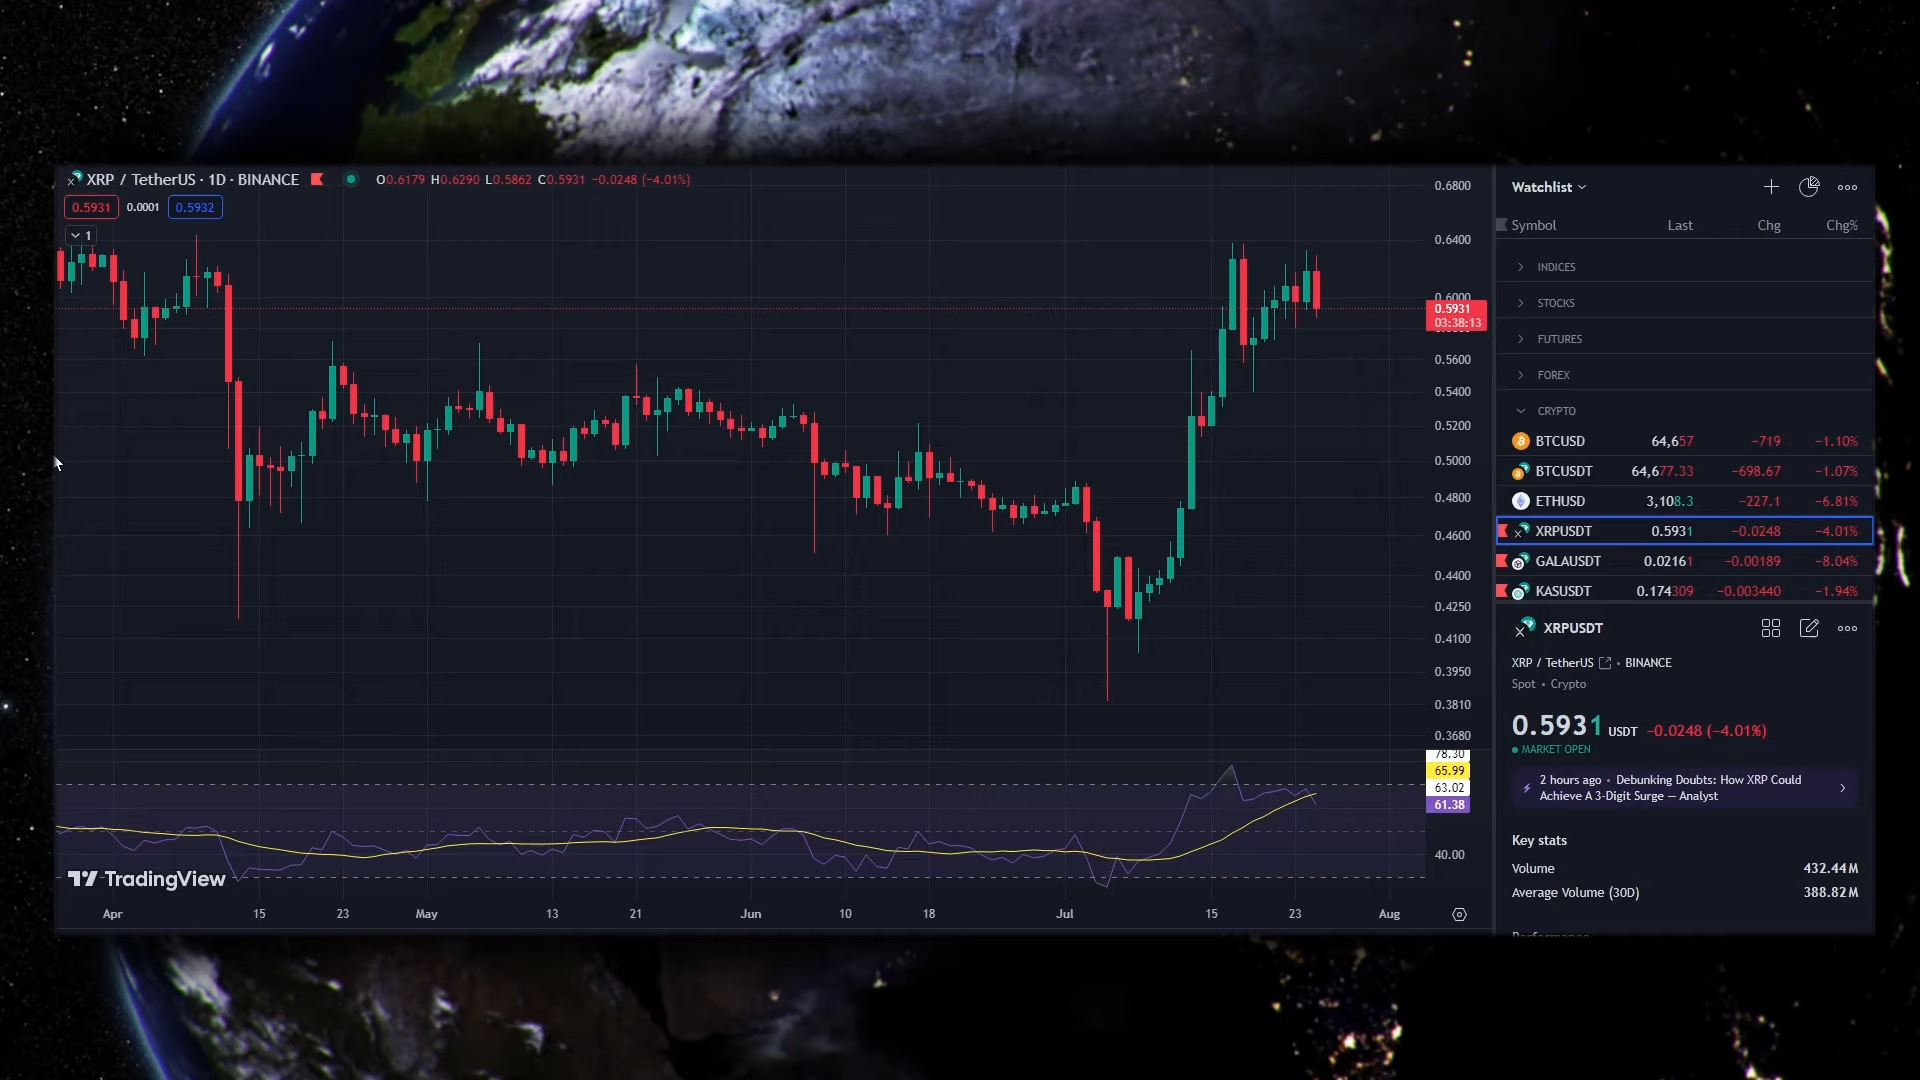 XRP / TetherUS · 1D · BINANCE O0.6179 H0.6290 L0.5862 C0.5931 −0.0248 (−4.01%)
0.5931 0.0001 0.5932
1
0.6800
0.6400
0.6000
0.5931
03:38:13
0.5600
0.5400
0.5200
0.5000
0.4800
0.4600
0.4400
0.4250
0.4100
0.3950
0.3810
0.3680
78.30
65.99
63.02
61.38
40.00
TradingView
Apr 15 23 May 13 21 Jun 10 18 Jul 15 23 Aug
Watchlist
Symbol Last Chg Chg%
INDICES
STOCKS
FUTURES
FOREX
CRYPTO
BTCUSD 64,657 −719 −1.10%
BTCUSDT 64,677.33 −698.67 −1.07%
ETHUSD 3,108.3 −227.1 −6.81%
XRPUSDT 0.5931 −0.0248 −4.01%
GALAUSDT 0.02161 −0.00189 −8.04%
KASUSDT 0.174309 −0.003440 −1.94%
XRPUSDT
XRP / TetherUS • BINANCE
Spot • Crypto
0.5931 USDT −0.0248 (−4.01%)
MARKET OPEN
2 hours ago • Debunking Doubts: How XRP Could
Achieve A 3-Digit Surge — Analyst
Key stats
Volume 432.44M
Average Volume (30D) 388.82M